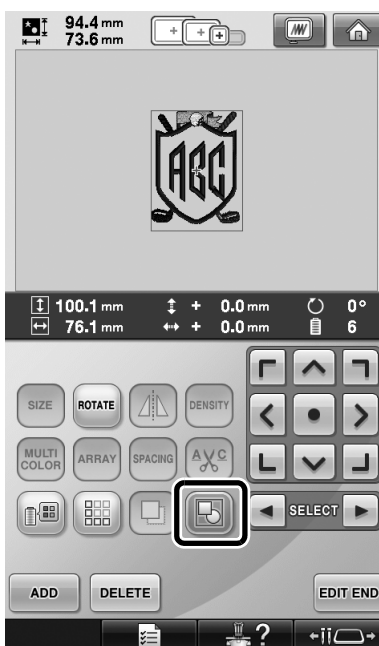 94.4 mm
73.6 mm
ABC
100.1 mm + 0.0 mm 0°
76.1 mm + 0.0 mm 6
SIZE ROTATE DENSITY
MULTI COLOR ARRAY SPACING A C
SELECT
ADD DELETE EDIT END
?